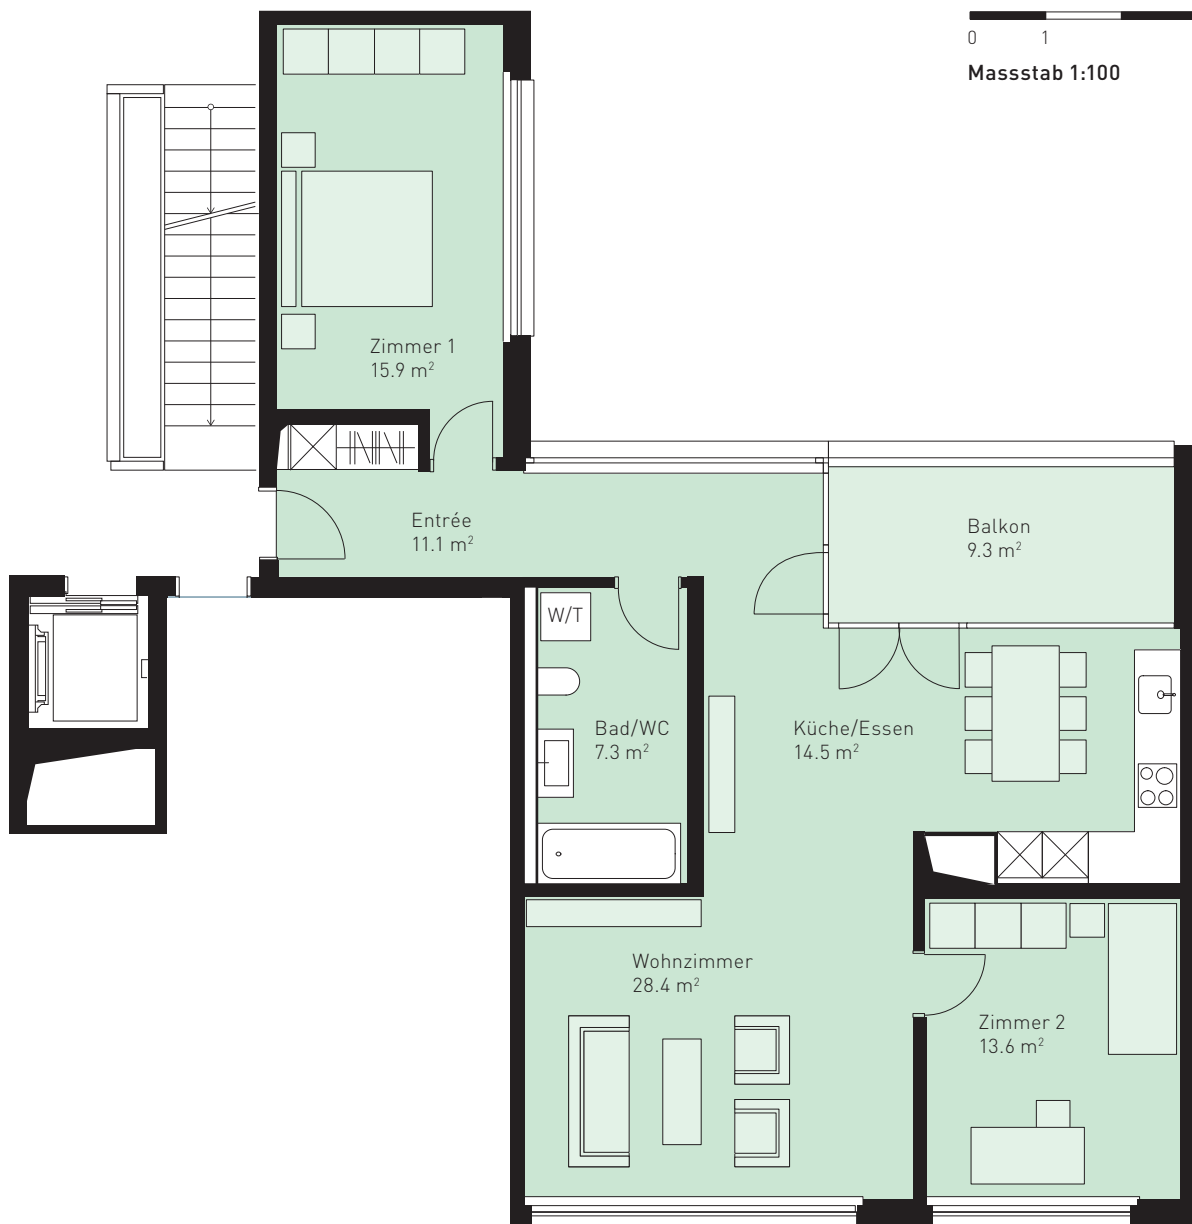 0 1
Massstab 1:100
Zimmer 1
15.9 m²
Entrée
11.1 m²
Balkon
9.3 m²
W/T
Bad/WC
7.3 m²
Küche/Essen
14.5 m²
Wohnzimmer
28.4 m²
Zimmer 2
13.6 m²